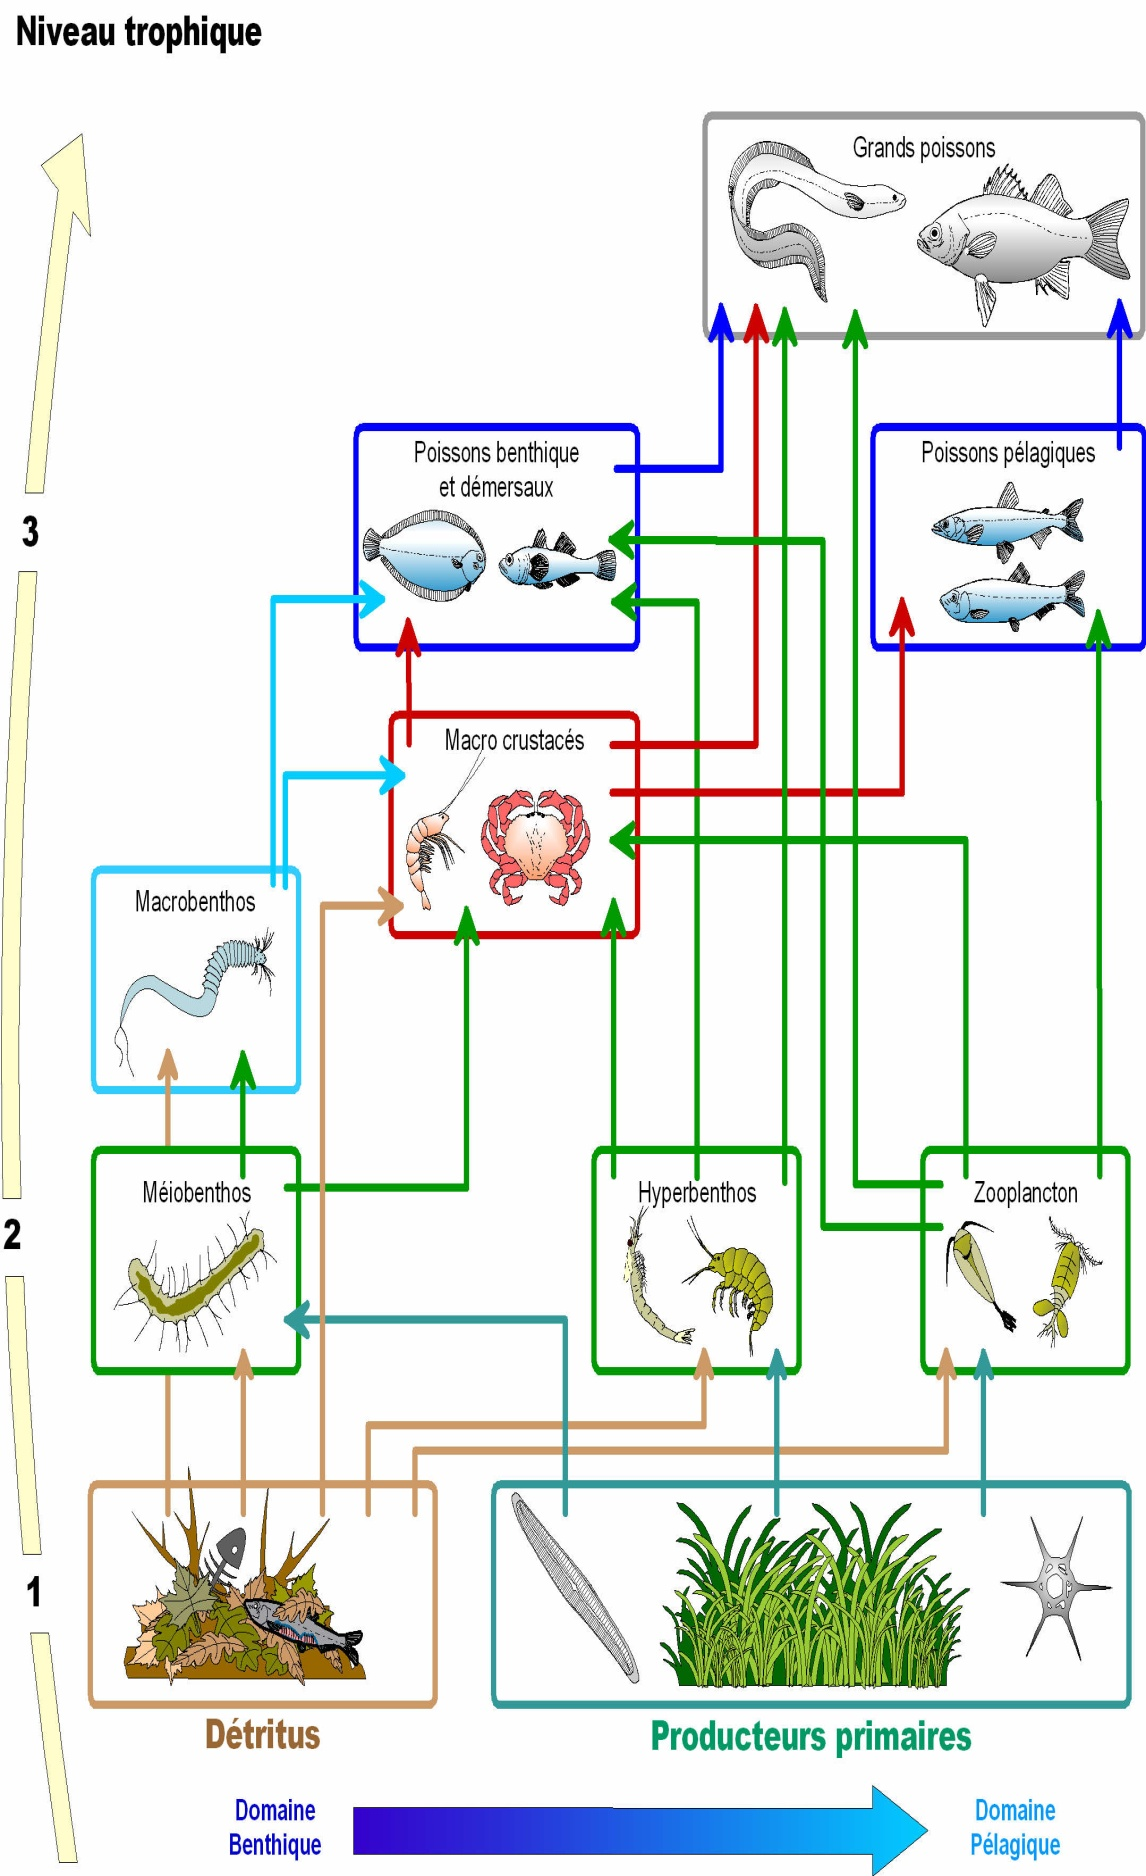 Niveau trophique
Grands poissons
Poissons benthique
et démersaux
Poissons pélagiques
3
Macro crustacés
Macrobenthos
Méiobenthos
Hyperbenthos
Zooplancton
2
1
Détritus
Producteurs primaires
Domaine
Benthique
Domaine
Pélagique